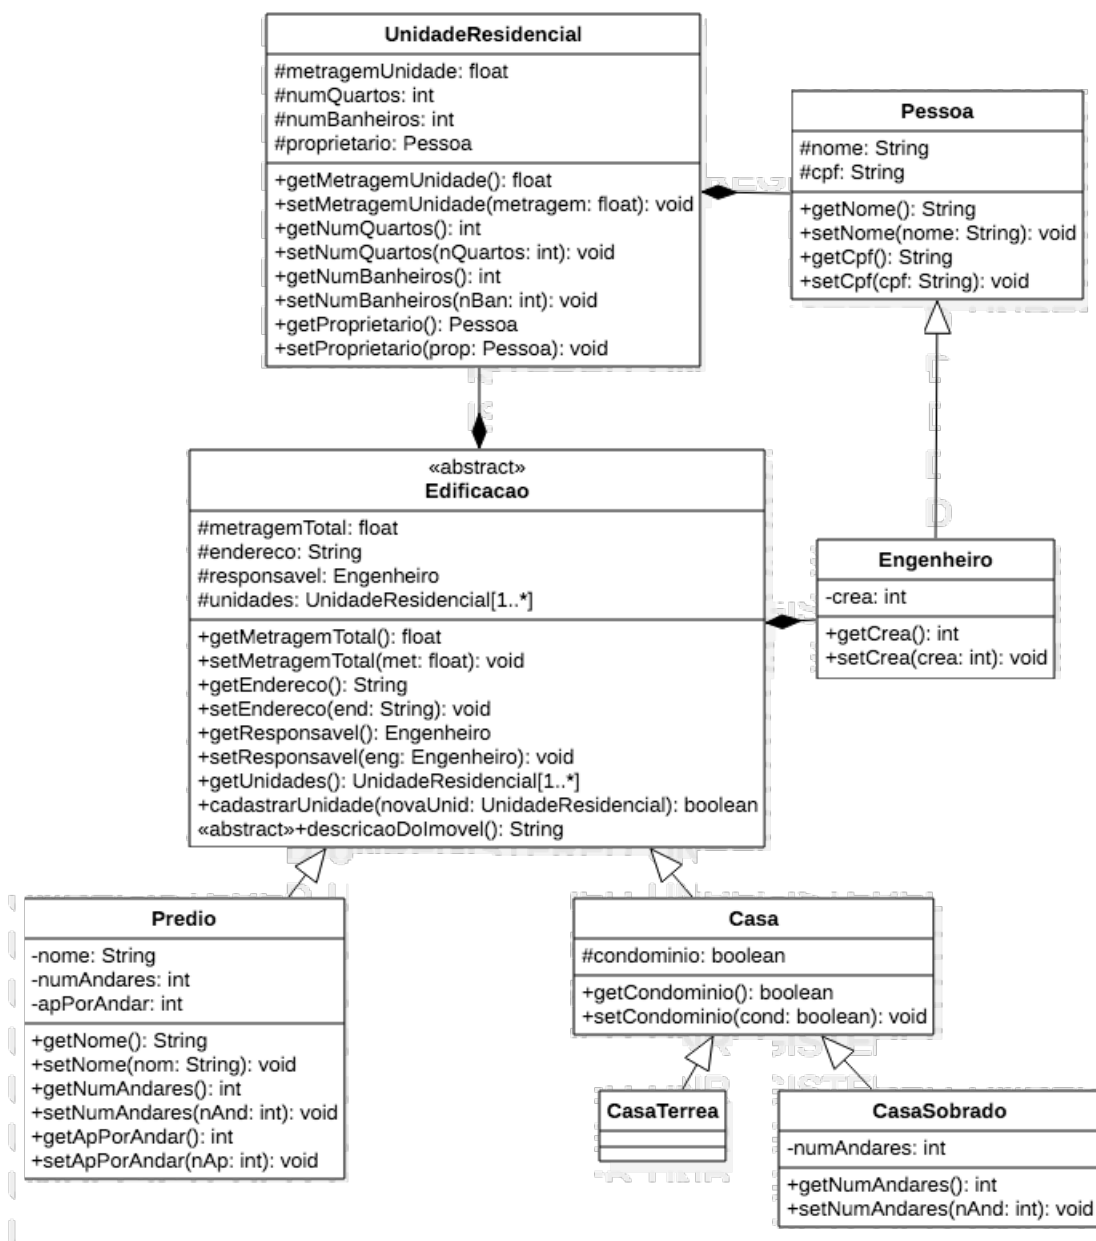 UnidadeResidencial
#metragemUnidade: float
#numQuartos: int
#numBanheiros: int
#proprietario: Pessoa
+getMetragemUnidade(): float
+setMetragemUnidade(metragem: float): void
+getNumQuartos(): int
+setNumQuartos(nQuartos: int): void
+getNumBanheiros(): int
+setNumBanheiros(nBan: int): void
+getProprietario(): Pessoa
+setProprietario(prop: Pessoa): void
Pessoa
#nome: String
#cpf: String
+getNome(): String
+setNome(nome: String): void
+getCpf(): String
+setCpf(cpf: String): void
«abstract»
Edificacao
#metragemTotal: float
#endereco: String
#responsavel: Engenheiro
#unidades: UnidadeResidencial[1..*]
+getMetragemTotal(): float
+setMetragemTotal(met: float): void
+getEndereco(): String
+setEndereco(end: String): void
+getResponsavel(): Engenheiro
+setResponsavel(eng: Engenheiro): void
+getUnidades(): UnidadeResidencial[1..*]
+cadastrarUnidade(novaUnid: UnidadeResidencial): boolean
«abstract»+descricaoDoImovel(): String
Engenheiro
-crea: int
+getCrea(): int
+setCrea(crea: int): void
Predio
-nome: String
-numAndares: int
-apPorAndar: int
+getNome(): String
+setNome(nom: String): void
+getNumAndares(): int
+setNumAndares(nAnd: int): void
+getApPorAndar(): int
+setApPorAndar(nAp: int): void
Casa
#condominio: boolean
+getCondominio(): boolean
+setCondominio(cond: boolean): void
CasaTerrea
CasaSobrado
-numAndares: int
+getNumAndares(): int
+setNumAndares(nAnd: int): void